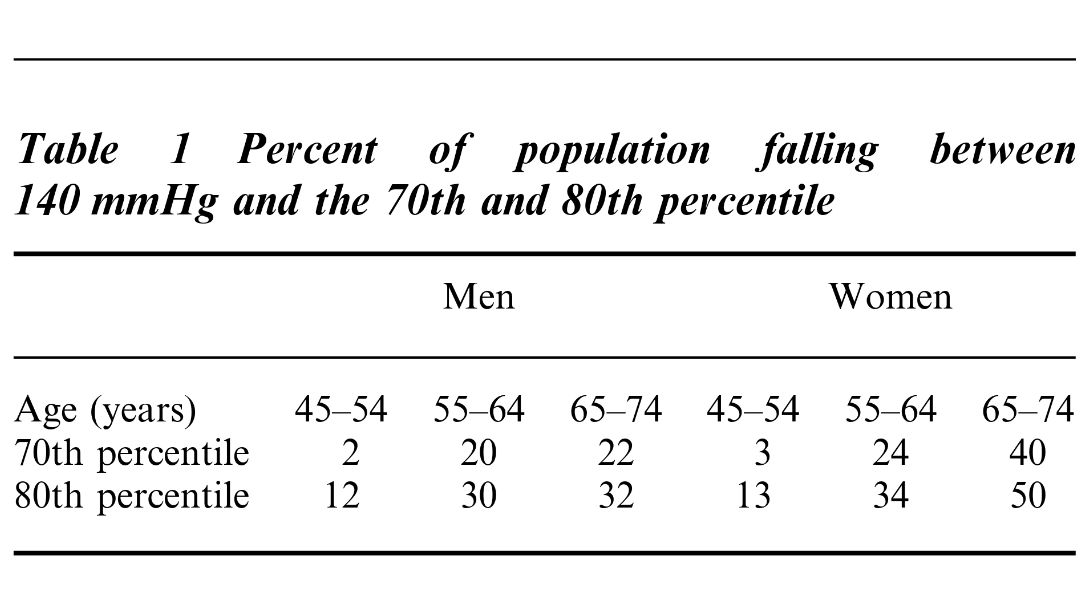 Table 1 Percent of population falling between
140 mmHg and the 70th and 80th percentile
Men Women
Age (years) 45–54 55–64 65–74 45–54 55–64 65–74
70th percentile 2 20 22 3 24 40
80th percentile 12 30 32 13 34 50